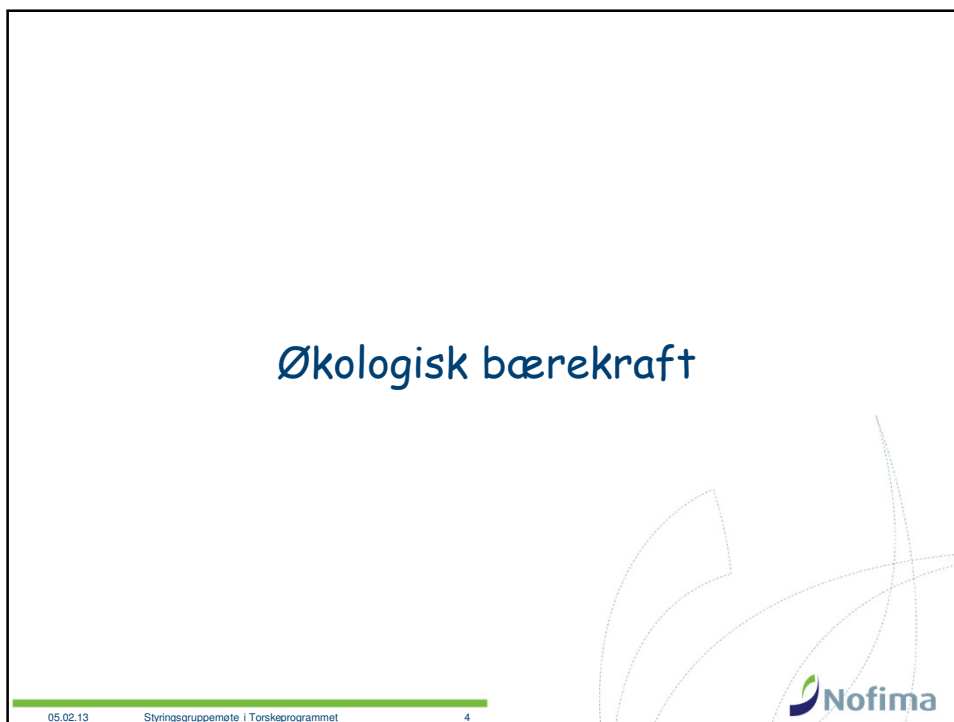 Økologisk bærekraft
05.02.13 Styringsgruppemøte i Torskeprogrammet 4
Nofima